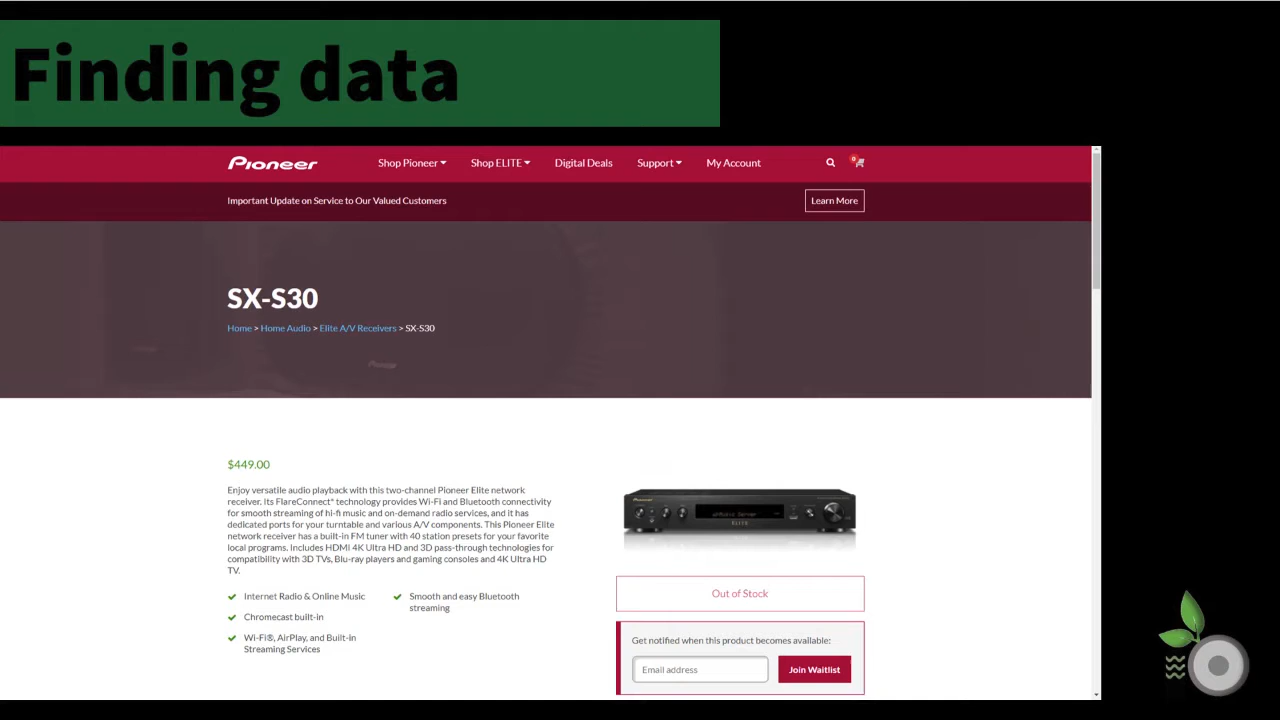 Finding data
Pioneer
Shop Pioneer
Shop ELITE
Digital Deals
Support
My Account
0
Important Update on Service to Our Valued Customers
Learn More
SX-S30
Home > Home Audio > Elite A/V Receivers > SX-S30
$449.00
Enjoy versatile audio playback with this two-channel Pioneer Elite network
receiver. Its FlareConnect® technology provides Wi-Fi and Bluetooth connectivity
for smooth streaming of hi-fi music and on-demand radio services, and it has
dedicated ports for your turntable and various A/V components. This Pioneer Elite
network receiver has a built-in FM tuner with 40 station presets for your favorite
local programs. Includes HDMI 4K Ultra HD and 3D pass-through technologies for
compatibility with 3D TVs, Blu-ray players and gaming consoles and 4K Ultra HD
TV.
Internet Radio & Online Music
Chromecast built-in
Wi-Fi®, AirPlay, and Built-in
Streaming Services
Smooth and easy Bluetooth
streaming
Pioneer
ELITE
Out of Stock
Get notified when this product becomes available:
Email address
Join Waitlist